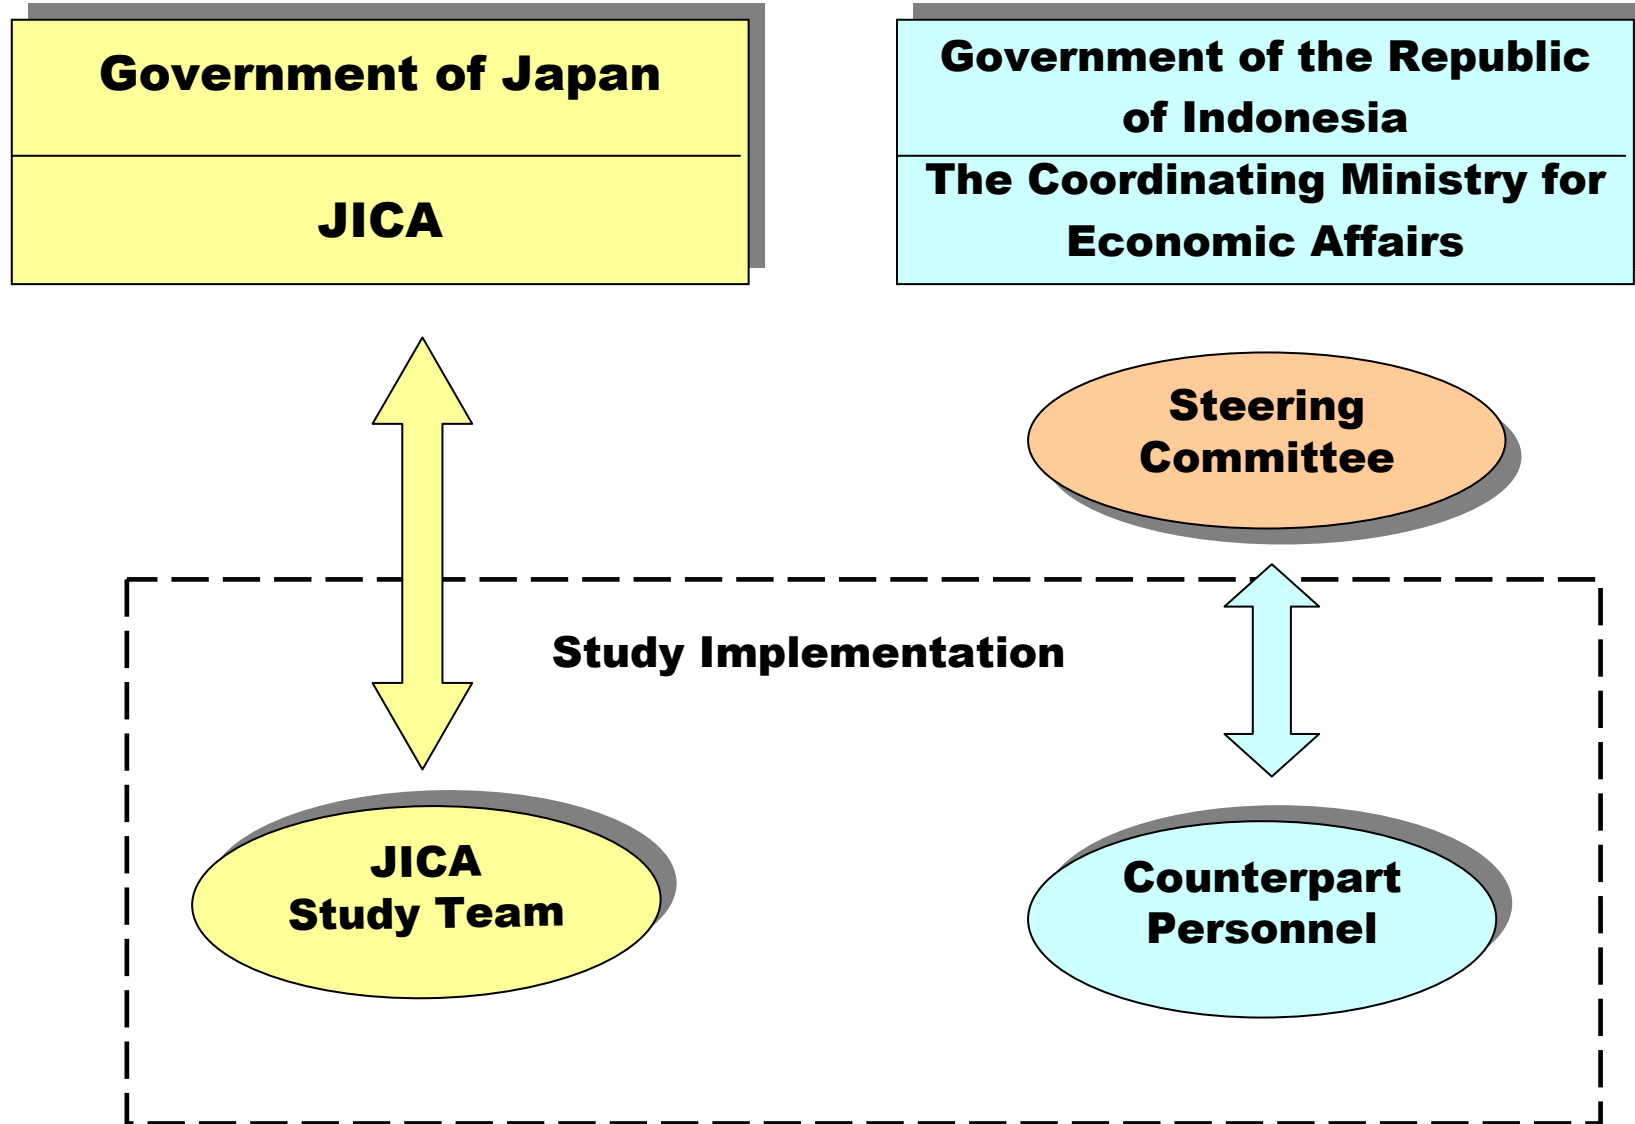 Government of Japan
JICA
Government of the Republic
of Indonesia
The Coordinating Ministry for
Economic Affairs
Steering
Committee
Study Implementation
JICA
Study Team
Counterpart
Personnel